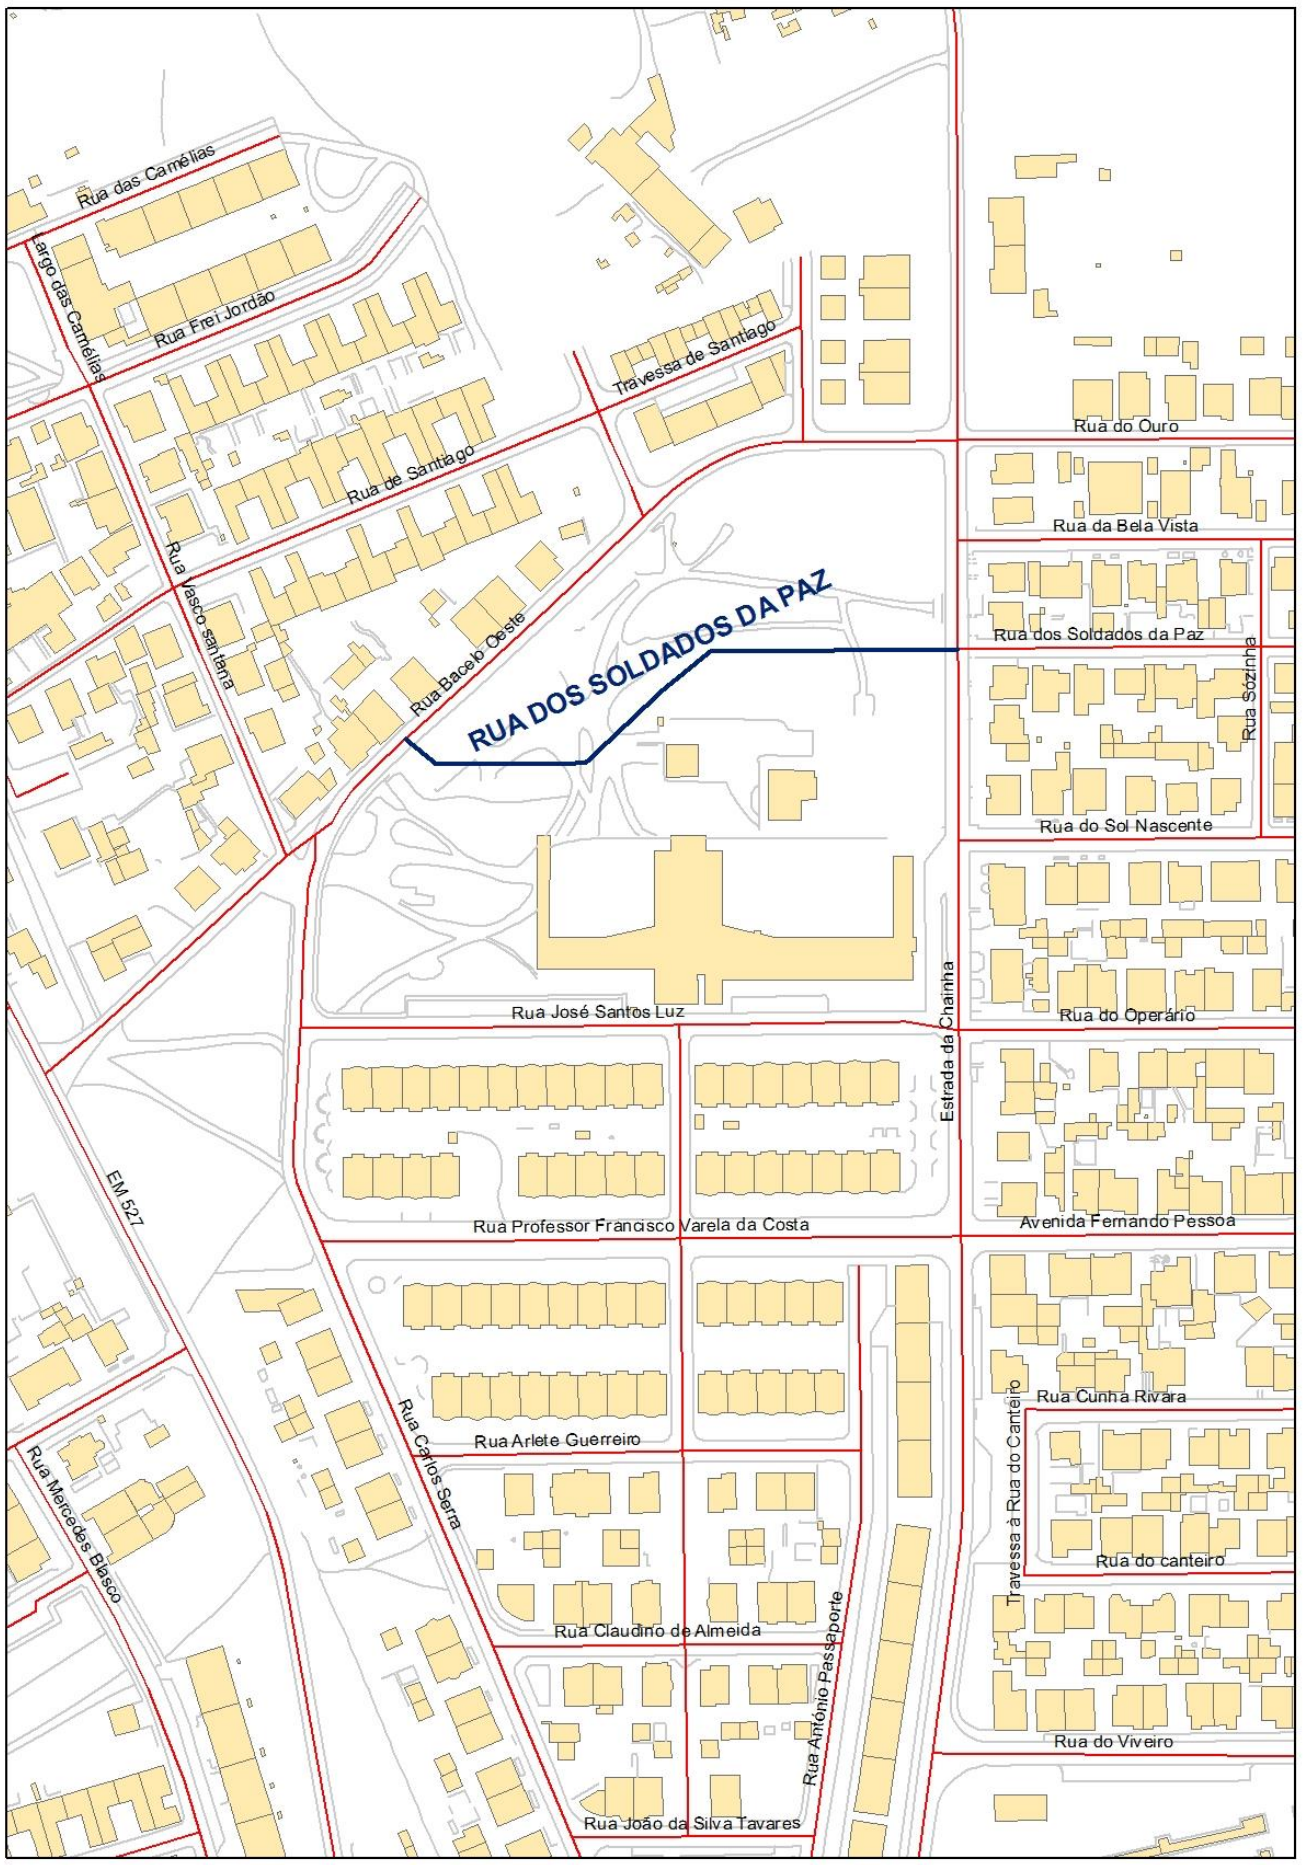 Rua das Camélias
Largo das Camélias
Rua Frei Jordão
Travessa de Santiago
Rua do Ouro
Rua de Santiago
Rua da Bela Vista
Rua Vasco santana
RUA DOS SOLDADOS DA PAZ
Rua dos Soldados da Paz
Rua Bacelo Oeste
Rua Sózinha
Rua do Sol Nascente
Rua José Santos Luz
Estrada da Chainha
Rua do Operário
EM 527
Rua Professor Francisco Varela da Costa
Avenida Fernando Pessoa
Rua Cunha Rivara
Travessa à Rua do Canteiro
Rua Carlos Serra
Rua Arlete Guerreiro
Rua Mercedes Blasco
Rua do canteiro
Rua Claudino de Almeida
Rua António Passaporte
Rua do Viveiro
Rua João da Silva Tavares